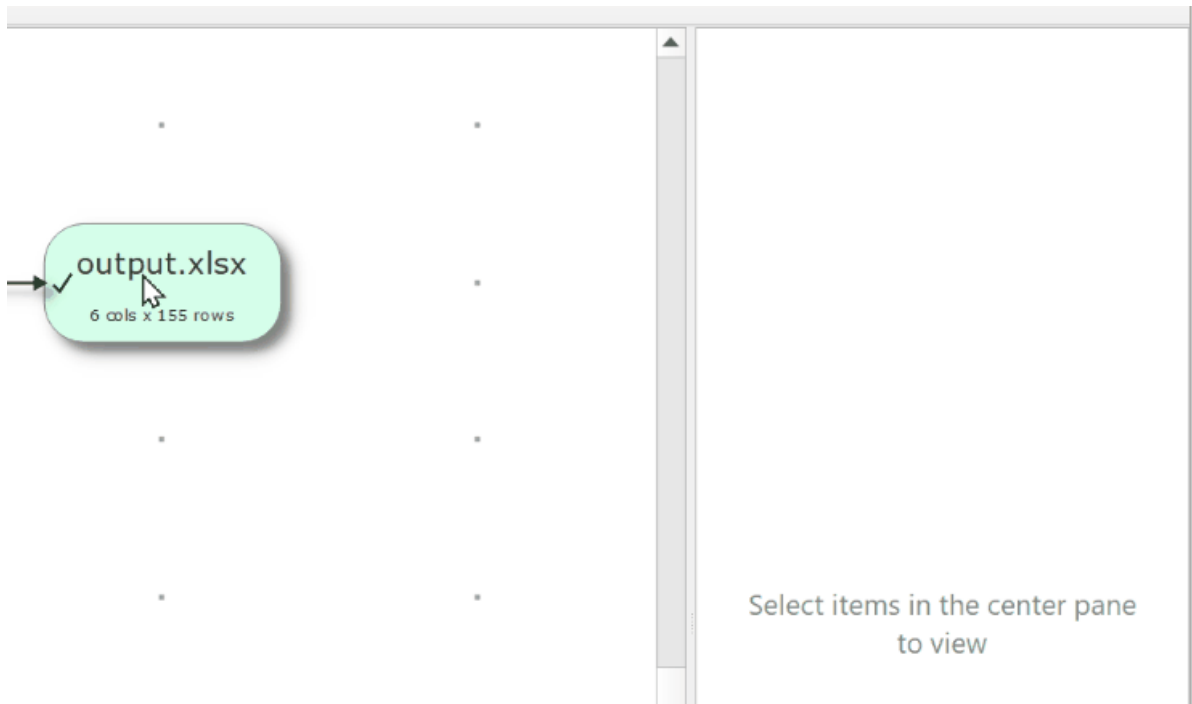 output.xlsx
6 cols x 155 rows
Select items in the center pane
to view